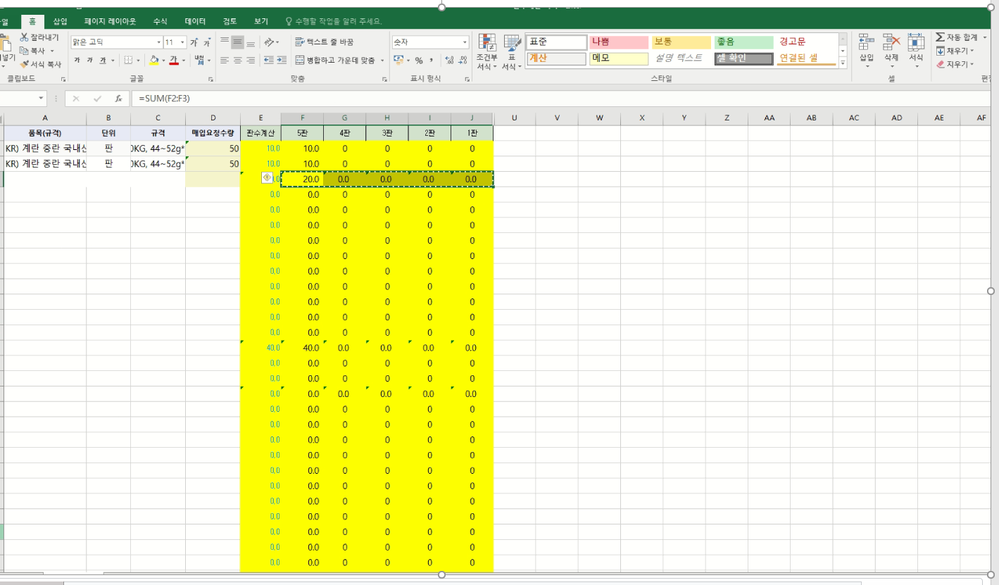 홈 삽입 페이지 레이아웃 수식 데이터 검토 보기 수행할 작업을 알려 주세요.
잘라내기
복사
서식 복사
클립보드
맑은 고딕 11 가 가
가 가 가 가 내천
글꼴
텍스트 줄 바꿈
병합하고 가운데 맞춤
맞춤
숫자
% ,
표시 형식
조건부 서식
표 서식
표준 나쁨 보통 좋음 경고문
계산 메모 설명 텍스트 셀 확인 연결된 셀
스타일
삽입 삭제 서식
셀
자동 합계
채우기
지우기
fx =SUM(F2:F3)
A B C D E F G H I J U V W X Y Z AA AB AC AD AE AF
품목(규격) 단위 규격 매입요청수량 판수계산 5판 4판 3판 2판 1판
KR) 계란 중란 국내산 판 0KG, 44~52g* 50 10.0 10.0 0 0 0 0
KR) 계란 중란 국내산 판 0KG, 44~52g* 50 10.0 10.0 0 0 0 0
20.0 0.0 0.0 0.0 0.0
0.0 0.0 0 0 0 0
0.0 0.0 0 0 0 0
0.0 0.0 0 0 0 0
0.0 0.0 0 0 0 0
0.0 0.0 0 0 0 0
0.0 0.0 0 0 0 0
0.0 0.0 0 0 0 0
0.0 0.0 0 0 0 0
0.0 0.0 0 0 0 0
0.0 0.0 0 0 0 0
40.0 40.0 0.0 0.0 0.0 0.0
0.0 0.0 0 0 0 0
0.0 0.0 0 0 0 0
0.0 0.0 0.0 0.0 0.0 0.0
0.0 0.0 0 0 0 0
0.0 0.0 0 0 0 0
0.0 0.0 0 0 0 0
0.0 0.0 0 0 0 0
0.0 0.0 0 0 0 0
0.0 0.0 0 0 0 0
0.0 0.0 0 0 0 0
0.0 0.0 0 0 0 0
0.0 0.0 0 0 0 0
0.0 0.0 0 0 0 0
0.0 0.0 0 0 0 0